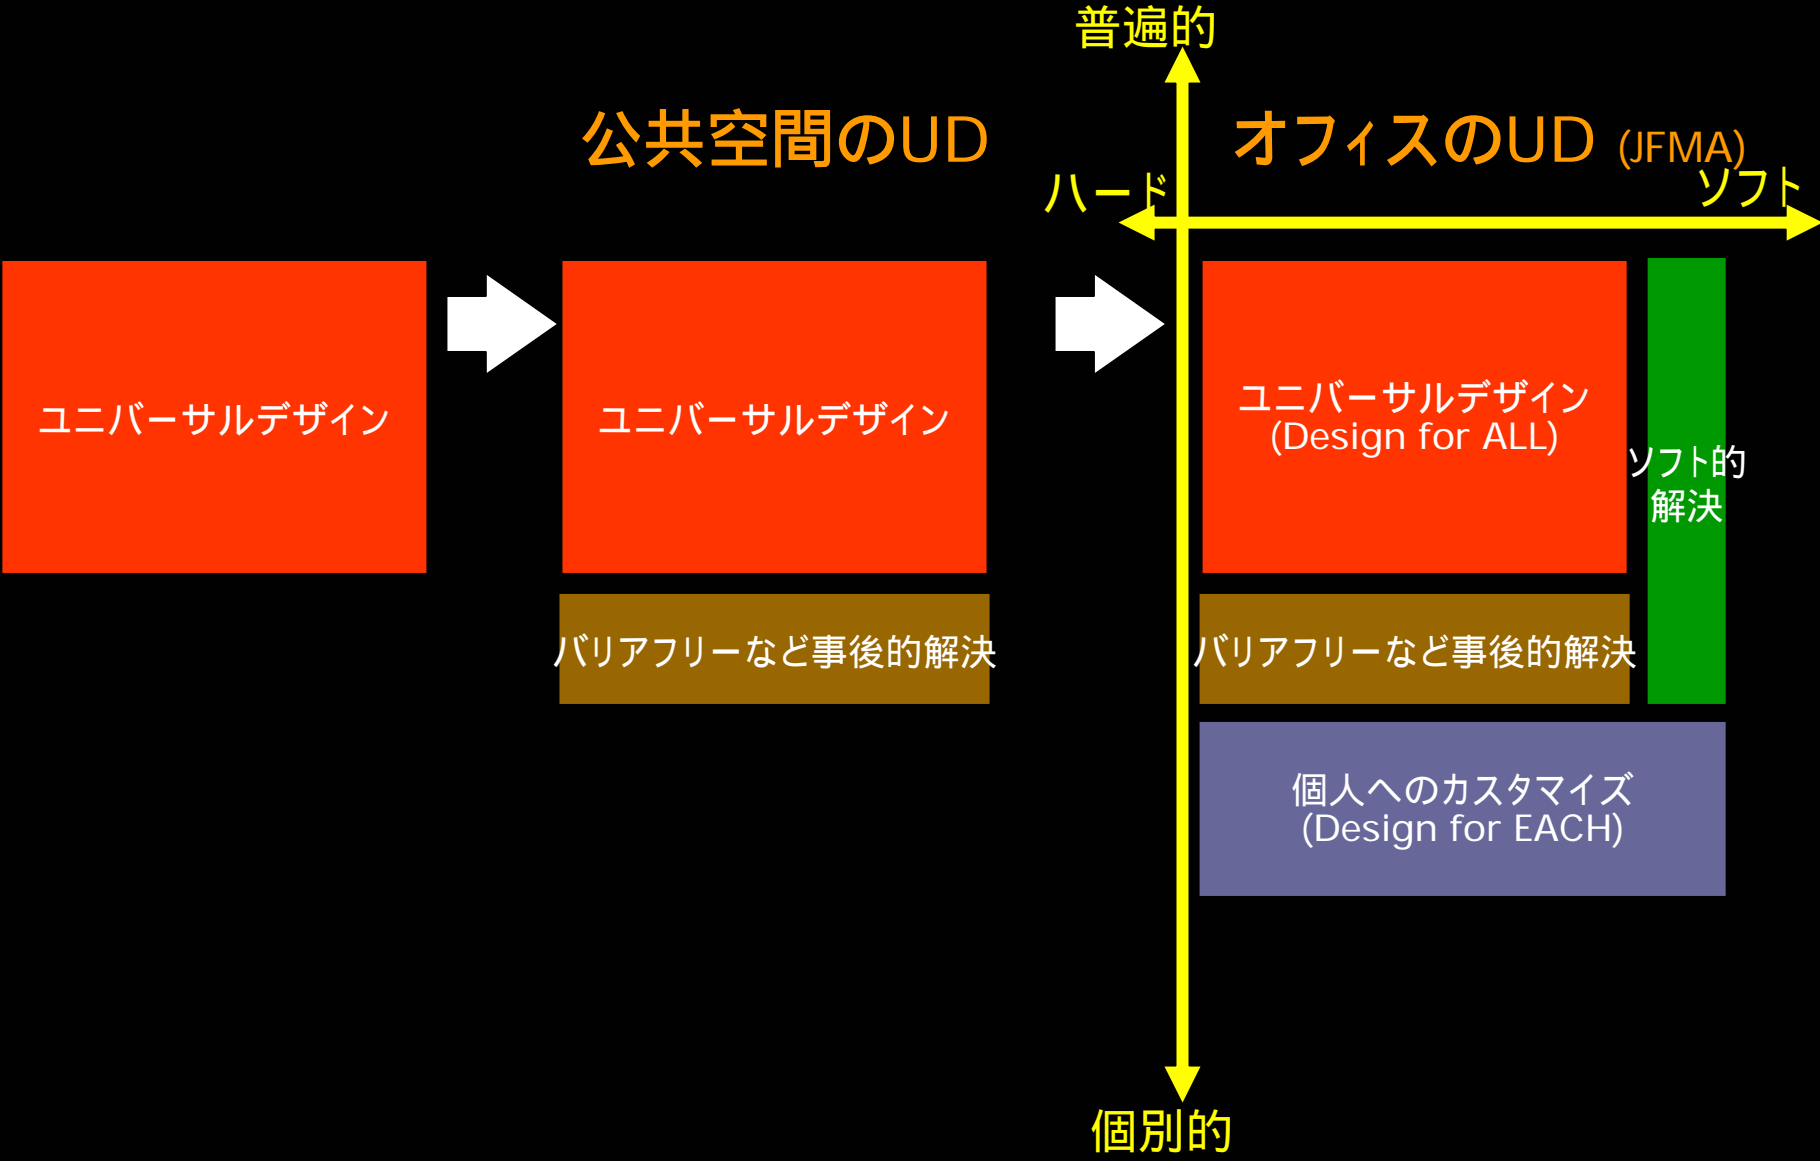 普遍的
公共空間のUD
オフィスのUD (JFMA)
ハード
ソフト
ユニバーサルデザイン
ユニバーサルデザイン
ユニバーサルデザイン
(Design for ALL)
ソフト的
解決
バリアフリーなど事後的解決
バリアフリーなど事後的解決
個人へのカスタマイズ
(Design for EACH)
個別的